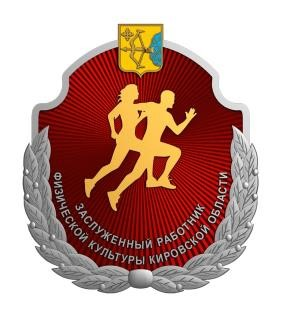 ЗАСЛУЖЕННЫЙ РАБОТНИК
ФИЗИЧЕСКОЙ КУЛЬТУРЫ КИРОВСКОЙ ОБЛАСТИ